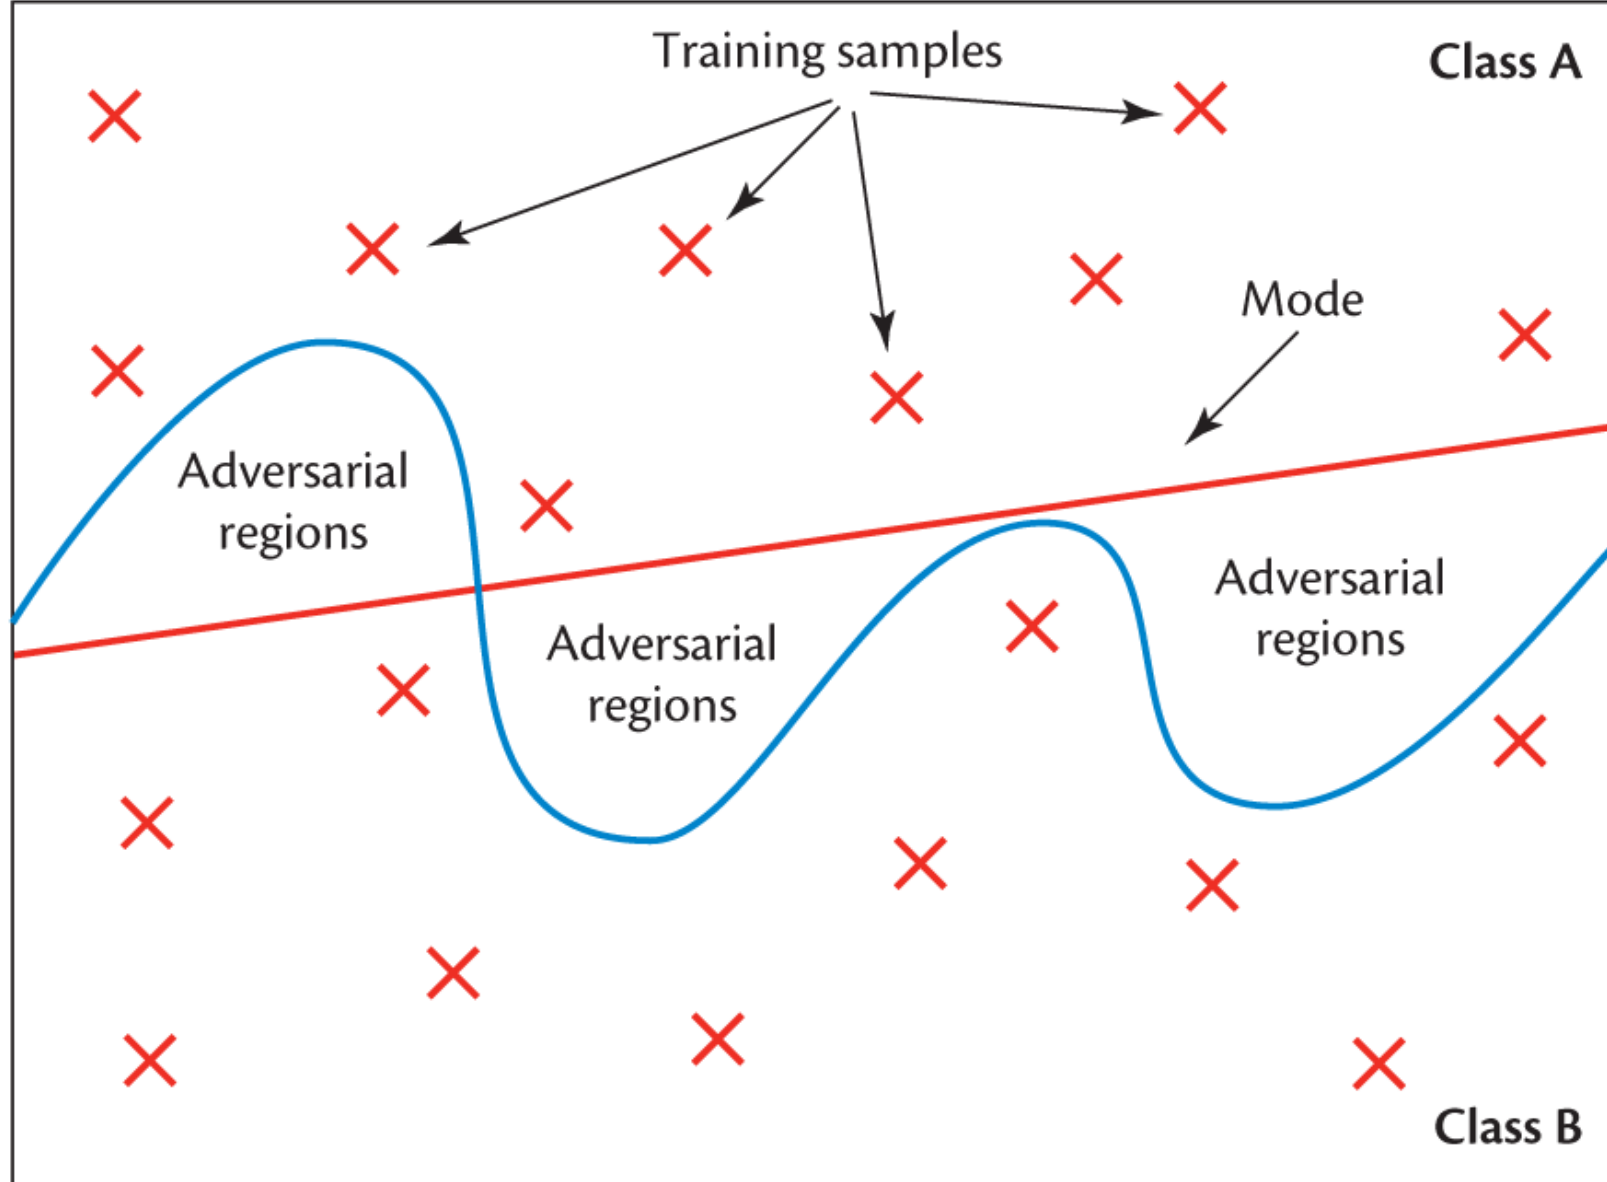 Training samples
Class A
Mode
Adversarial
regions
Adversarial
regions
Adversarial
regions
Class B